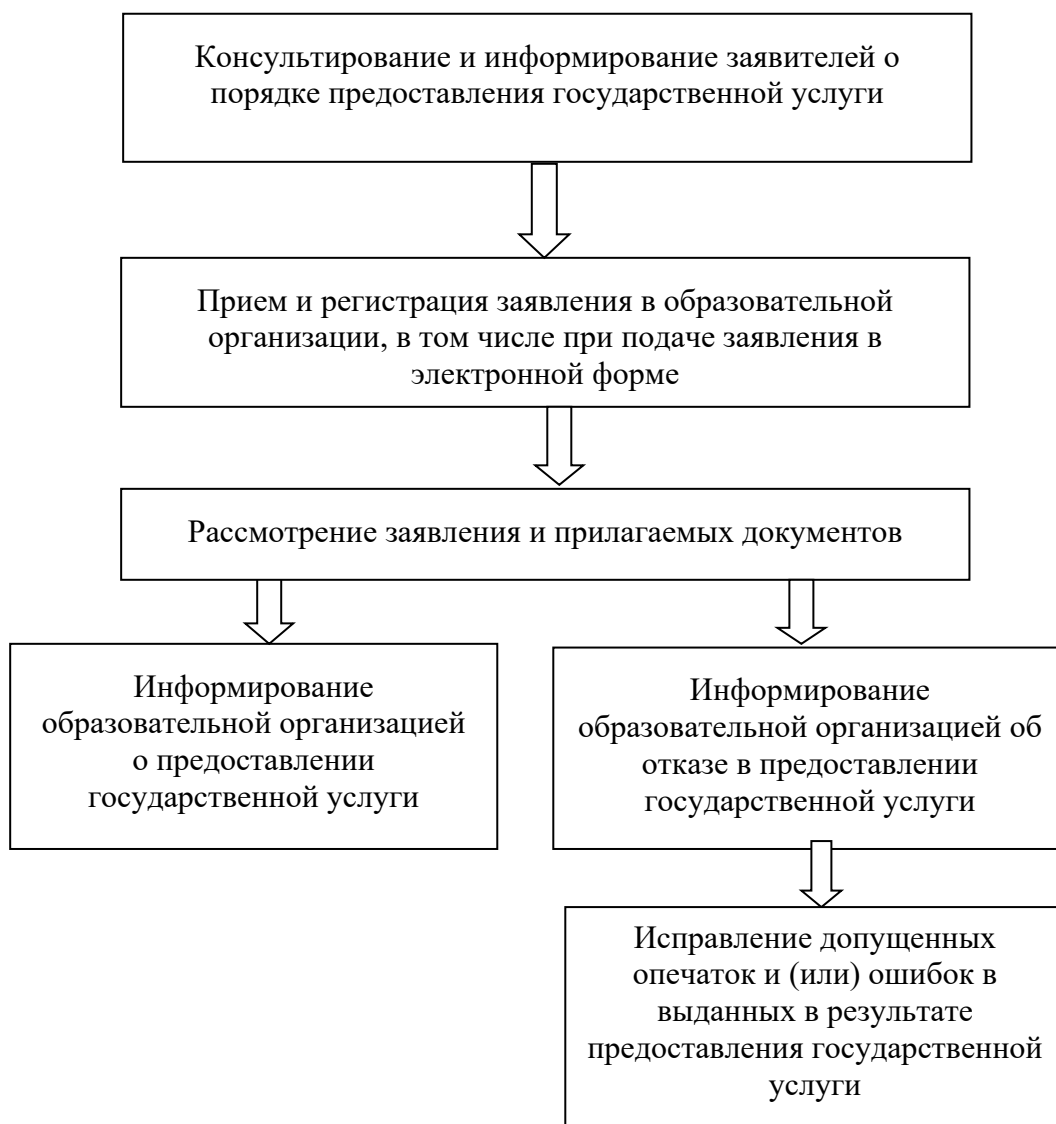 Консультирование и информирование заявителей о
порядке предоставления государственной услуги
Прием и регистрация заявления в образовательной
организации, в том числе при подаче заявления в
электронной форме
Рассмотрение заявления и прилагаемых документов
Информирование
образовательной организацией
о предоставлении
государственной услуги
Информирование
образовательной организацией об
отказе в предоставлении
государственной услуги
Исправление допущенных
опечаток и (или) ошибок в
выданных в результате
предоставления государственной
услуги